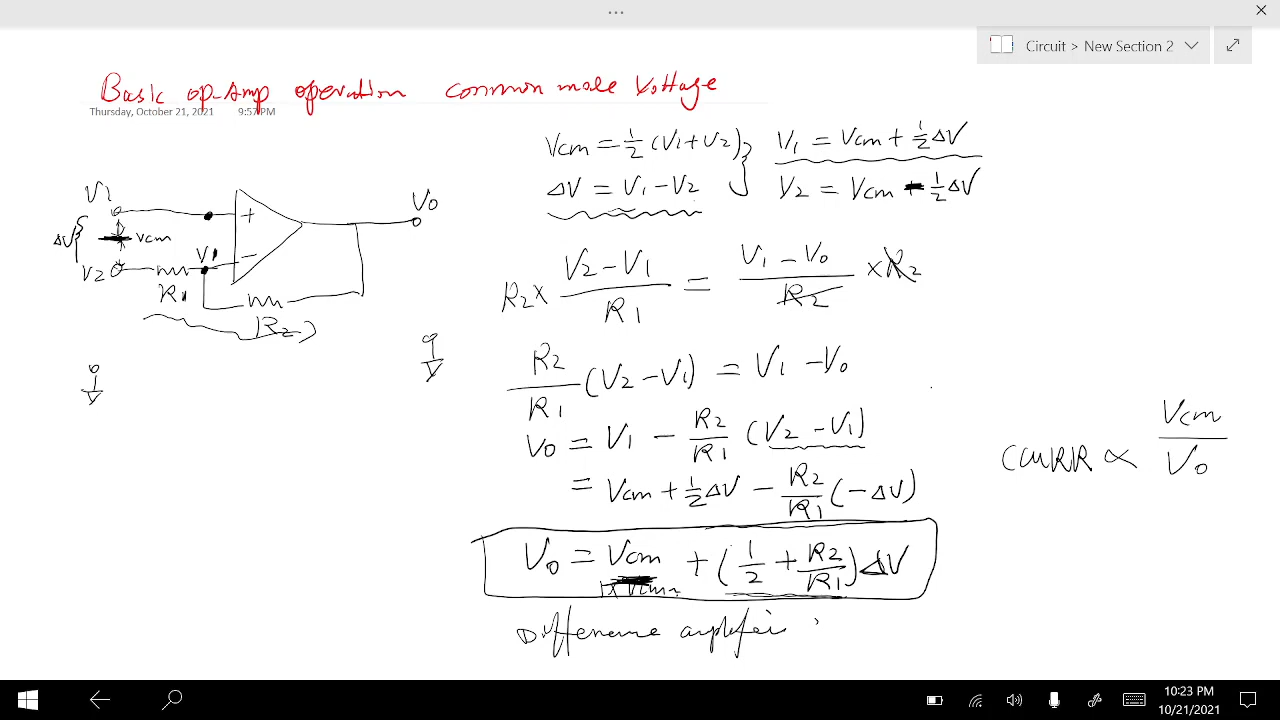 Circuit > New Section 2
Basic op-Amp operation common mode Voltage
Thursday, October 21, 2021 9:57 PM
Vcm = 1/2 (V1+V2)
ΔV = V1 - V2
V1 = Vcm + 1/2 ΔV
V2 = Vcm - 1/2 ΔV
V1
ΔV
Vcm
V2
R1
V1
+
-
R2
V0
R2 × (V2 - V1)/R1 = (V1 - V0)/R2 × R2
R2/R1 (V2 - V1) = V1 - V0
V0 = V1 - R2/R1 (V2 - V1)
= Vcm + 1/2 ΔV - R2/R1 (-ΔV)
V0 = Vcm + (1/2 + R2/R1) ΔV
1×Vcm
Difference amplifier
CMRR ∝ Vcm/V0
10:23 PM
10/21/2021